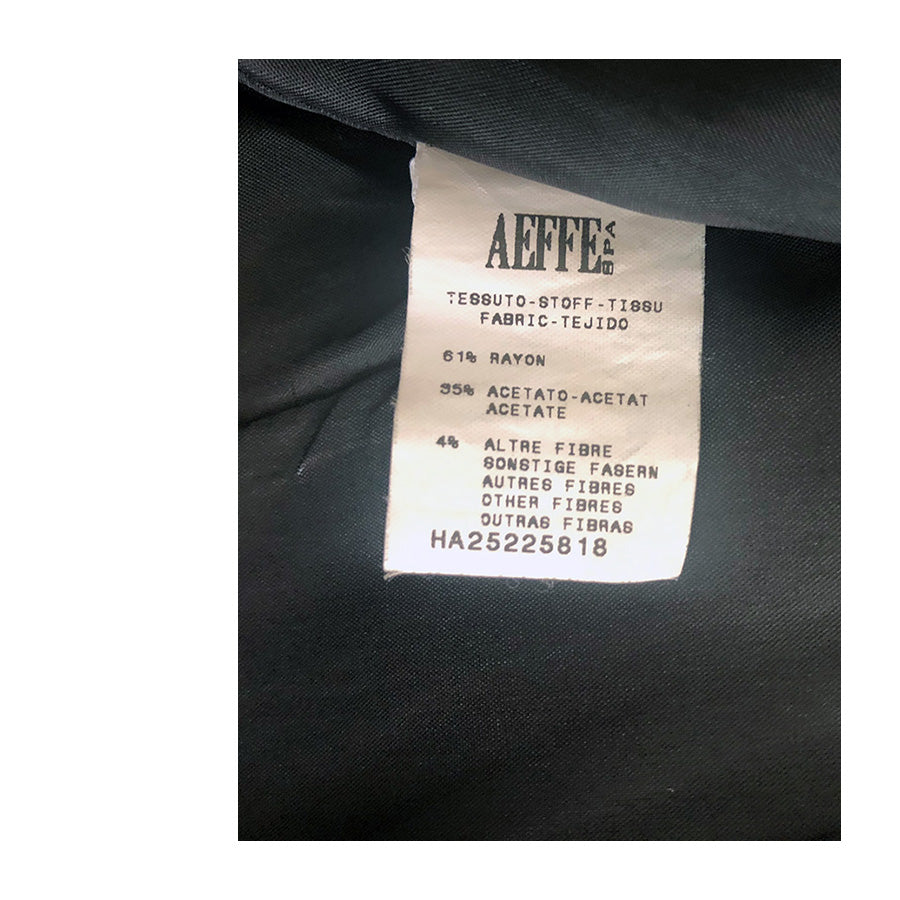 AEFFE SPA
TESSUTO-STOFF-TISSU
FABRIC-TEJIDO
61% RAYON
35% ACETATO-ACETAT
ACETATE
4% ALTRE FIBRE
SONSTIGE FASERN
AUTRES FIBRES
OTHER FIBRES
OUTRAS FIBRAS
HA25225818